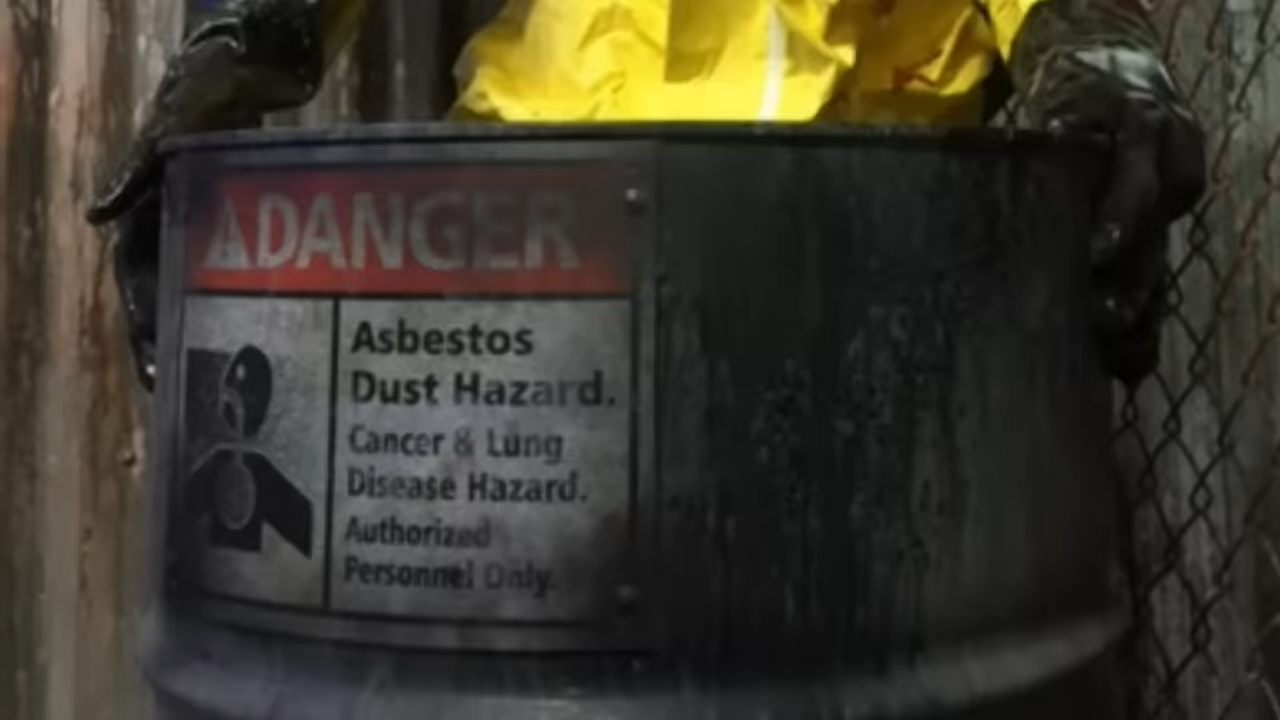 DANGER
Asbestos
Dust Hazard.
Cancer & Lung
Disease Hazard.
Authorized
Personnel Only.